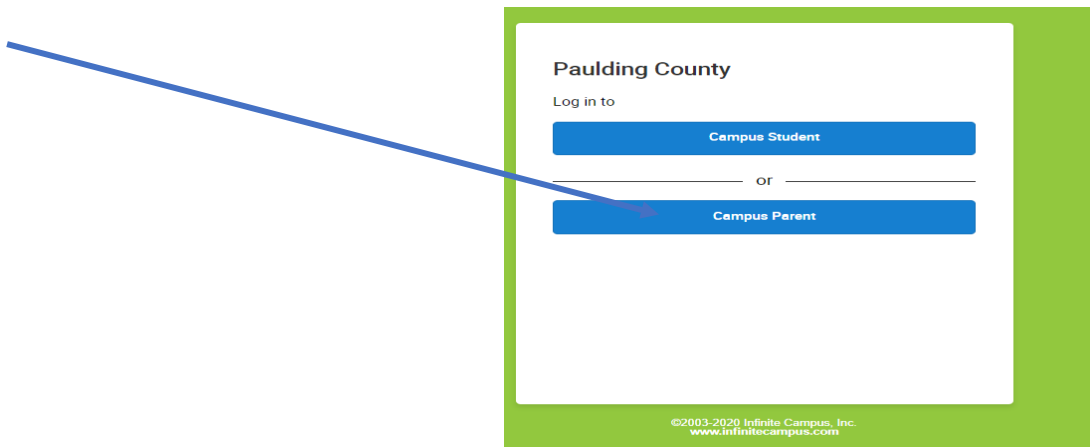 Paulding County
Log in to
Campus Student
or
Campus Parent
©2003-2020 Infinite Campus, Inc.
www.infinitecampus.com